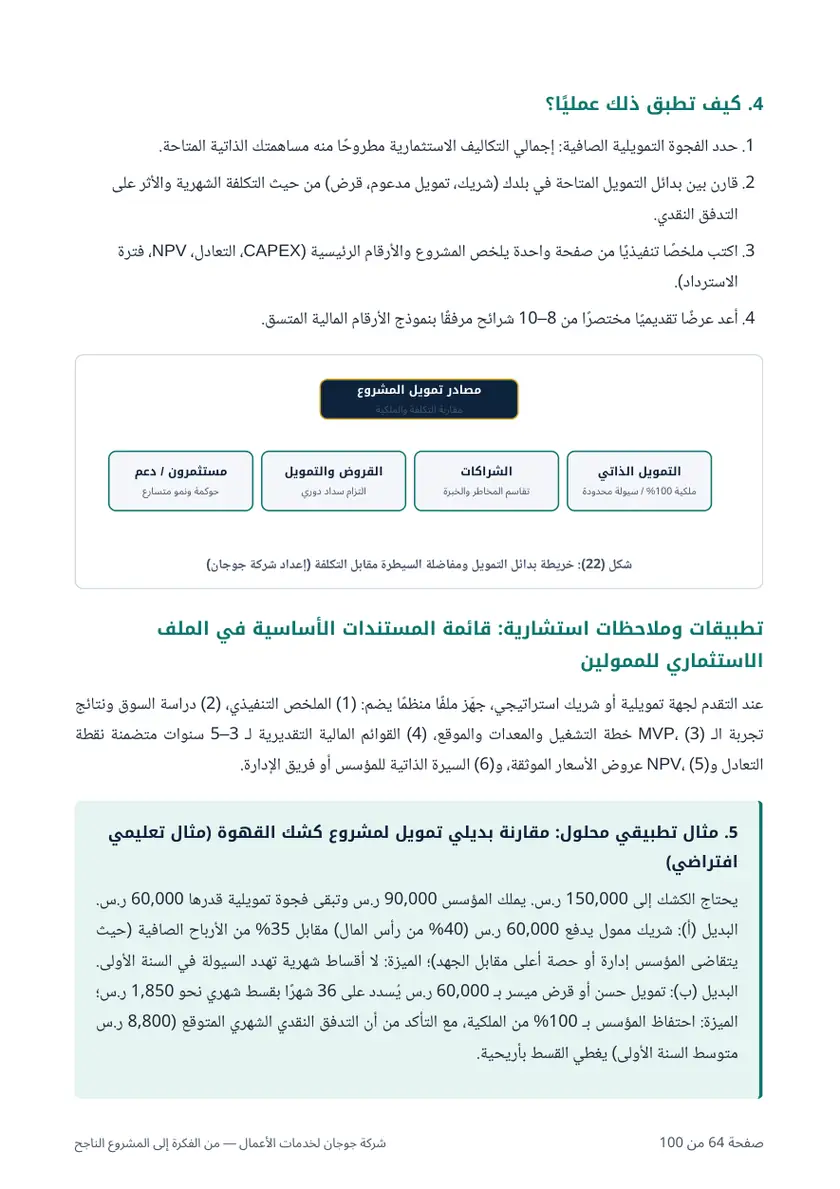 4. كيف تطبق ذلك عمليًا؟
1. حدد الفجوة التمويلية الصافية: إجمالي التكاليف الاستثمارية مطروحًا منه مساهمتك الذاتية المتاحة.
2. قارن بين بدائل التمويل المتاحة في بلدك (شريك، تمويل مدعوم، قرض) من حيث التكلفة الشهرية والأثر على
التدفق النقدي.
3. اكتب ملخصًا تنفيذيًا من صفحة واحدة يلخص المشروع والأرقام الرئيسية (CAPEX، التعادل، NPV، فترة
الاسترداد).
4. أعد عرضًا تقديميًا مختصرًا من 8–10 شرائح مرفقًا بنموذج الأرقام المالية المتسق.
مصادر تمويل المشروع
مقارنة التكلفة والملكية
التمويل الذاتي
ملكية 100% / سيولة محدودة
الشراكات
تقاسم المخاطر والخبرة
القروض والتمويل
التزام سداد دوري
مستثمرون / دعم
حوكمة ونمو متسارع
شكل (22): خريطة بدائل التمويل ومفاضلة السيطرة مقابل التكلفة (إعداد شركة جوجان)
تطبيقات وملاحظات استشارية: قائمة المستندات الأساسية في الملف
الاستثماري للممولين
عند التقدم لجهة تمويلية أو شريك استراتيجي، جهّز ملفًا منظمًا يضم: (1) الملخص التنفيذي، (2) دراسة السوق ونتائج
تجربة الـ MVP، (3) خطة التشغيل والمعدات والموقع، (4) القوائم المالية التقديرية لـ 3–5 سنوات متضمنة نقطة
التعادل وNPV، (5) عروض الأسعار الموثقة، و(6) السيرة الذاتية للمؤسس أو فريق الإدارة.
5. مثال تطبيقي محلول: مقارنة بديلي تمويل لمشروع كشك القهوة (مثال تعليمي
افتراضي)
يحتاج الكشك إلى 150,000 ر.س. يملك المؤسس 90,000 ر.س وتبقى فجوة تمويلية قدرها 60,000 ر.س.
البديل (أ): شريك ممول يدفع 60,000 ر.س (40% من رأس المال) مقابل 35% من الأرباح الصافية (حيث
يتقاضى المؤسس إدارة أو حصة أعلى مقابل الجهد)؛ الميزة: لا أقساط شهرية تهدد السيولة في السنة الأولى.
البديل (ب): تمويل حسن أو قرض ميسر بـ 60,000 ر.س يُسدد على 36 شهرًا بقسط شهري نحو 1,850 ر.س؛
الميزة: احتفاظ المؤسس بـ 100% من الملكية، مع التأكد من أن التدفق النقدي الشهري المتوقع (8,800 ر.س
متوسط السنة الأولى) يغطي القسط بأريحية.
صفحة 64 من 100
شركة جوجان لخدمات الأعمال — من الفكرة إلى المشروع الناجح